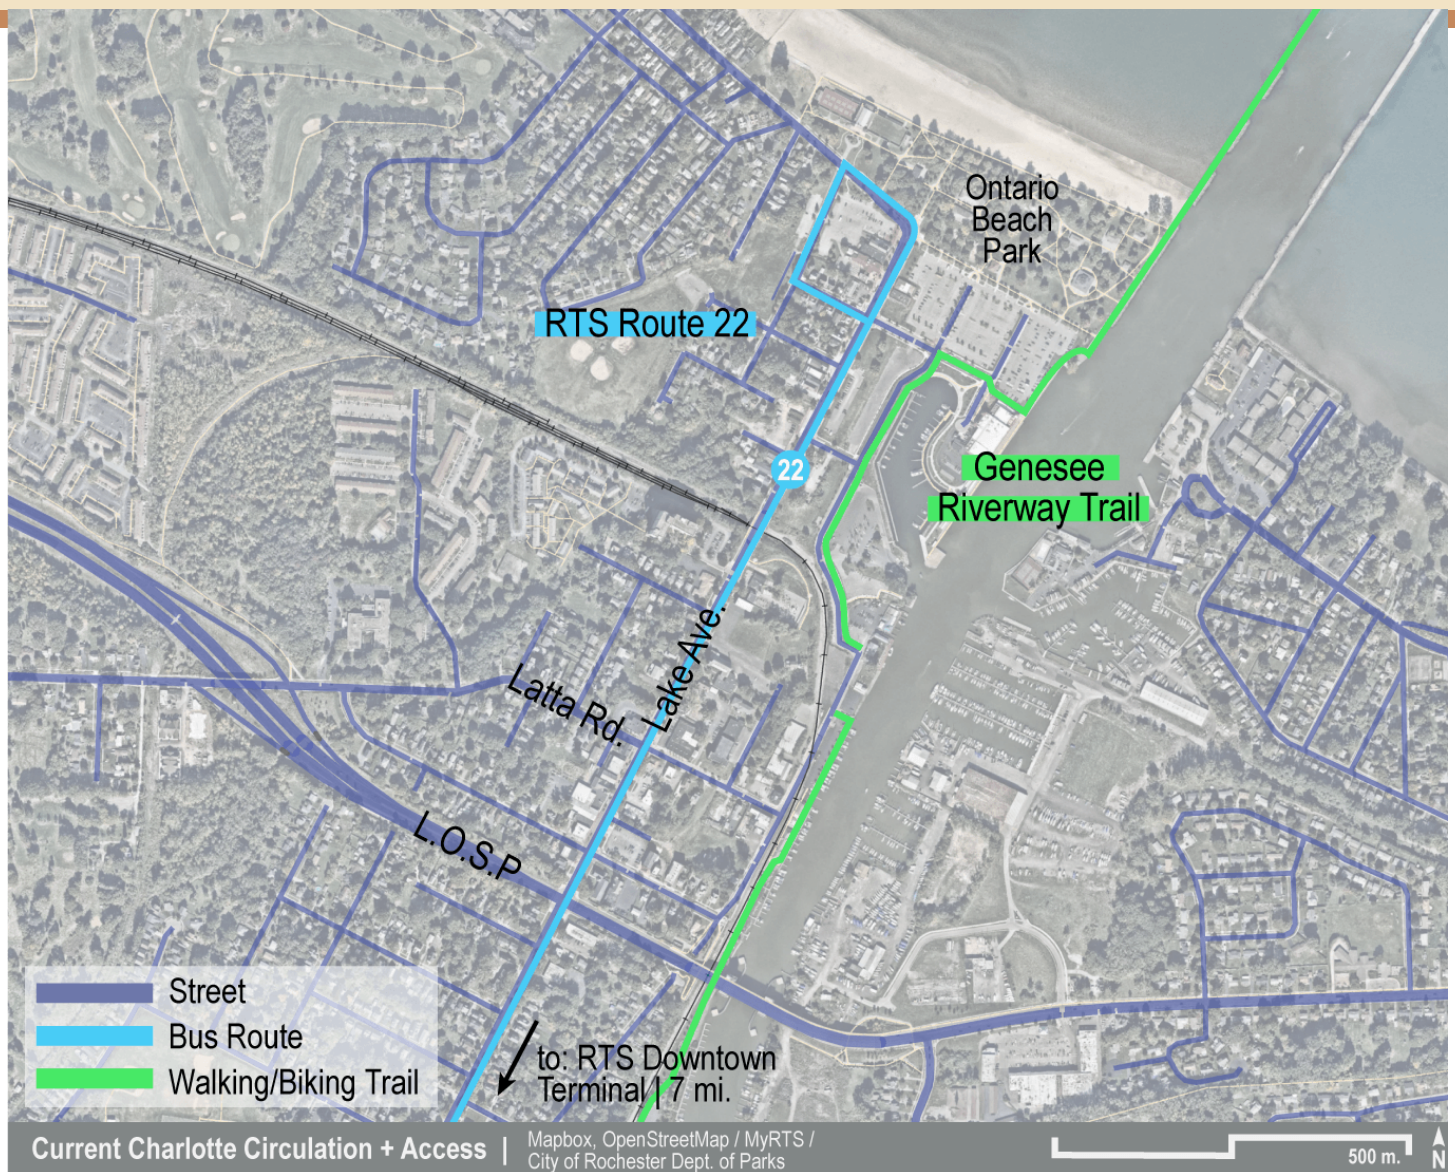 Ontario
Beach
Park
RTS Route 22
22
Genesee
Riverway Trail
Lake Ave.
Latta Rd.
L.O.S.P
Street
Bus Route
Walking/Biking Trail
to: RTS Downtown
Terminal | 7 mi.
Current Charlotte Circulation + Access |
Mapbox, OpenStreetMap / MyRTS /
City of Rochester Dept. of Parks
500 m.
N